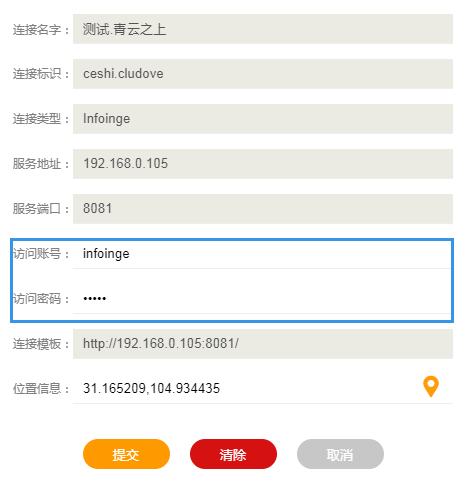 连接名字： 测试.青云之上
连接标识： ceshi.cludove
连接类型： Infoinge
服务地址： 192.168.0.105
服务端口： 8081
访问账号： infoinge
访问密码： •••••
连接模板： http://192.168.0.105:8081/
位置信息： 31.165209,104.934435
提交 清除 取消